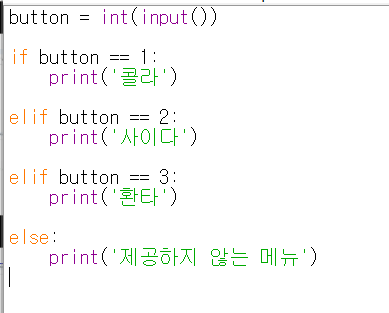 button = int(input())
if button == 1:
    print('콜라')
elif button == 2:
    print('사이다')
elif button == 3:
    print('환타')
else:
    print('제공하지 않는 메뉴')